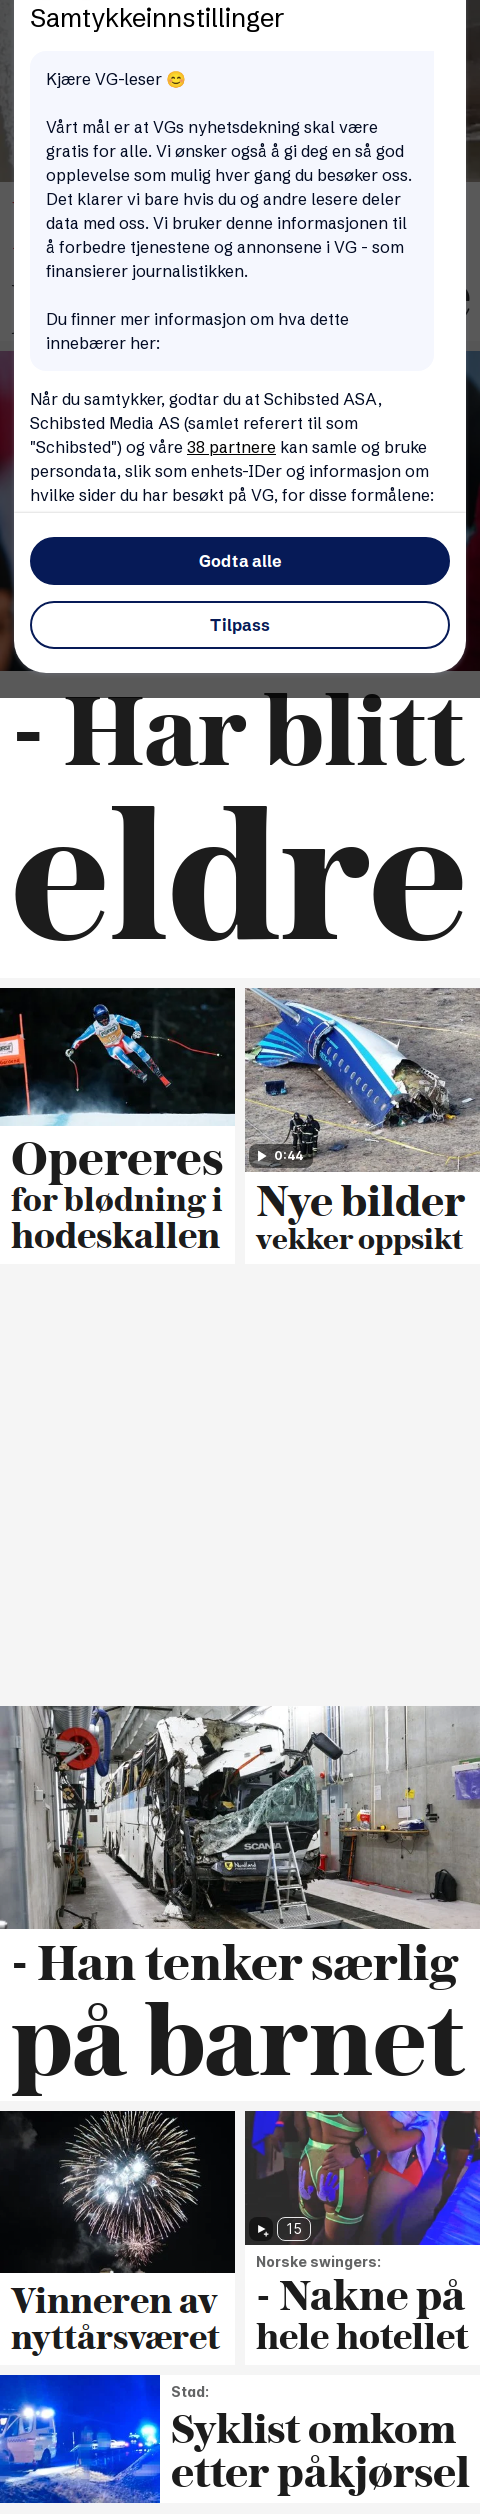 Samtykkeinnstillinger
Kjære VG-leser 😊
Vårt mål er at VGs nyhetsdekning skal være
gratis for alle. Vi ønsker også å gi deg en så god
opplevelse som mulig hver gang du besøker oss.
Det klarer vi bare hvis du og andre lesere deler
data med oss. Vi bruker denne informasjonen til
å forbedre tjenestene og annonsene i VG - som
finansierer journalistikken.
Du finner mer informasjon om hva dette
innebærer her:
Når du samtykker, godtar du at Schibsted ASA,
Schibsted Media AS (samlet referert til som
"Schibsted") og våre 38 partnere kan samle og bruke
persondata, slik som enhets-IDer og informasjon om
hvilke sider du har besøkt på VG, for disse formålene:
Godta alle
Tilpass
- Har blitt
eldre
Opereres
for blødning i
hodeskallen
0:44
Nye bilder
vekker oppsikt
SCANIA
Nordland
- Han tenker særlig
på barnet
Vinneren av
nyttårsværet
15
Norske swingers:
- Nakne på
hele hotellet
Stad:
Syklist omkom
etter påkjørsel